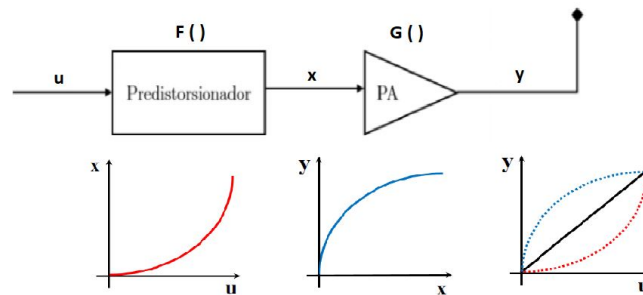 F ( ) G ( )
u Predistorsionador x PA y
x y y
u x u